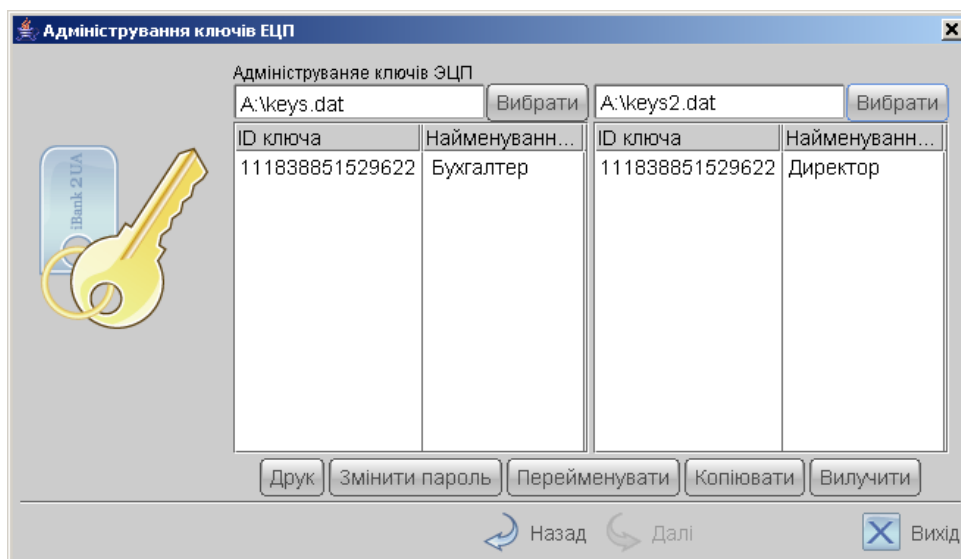 Адміністрування ключів ЕЦП
Адмініструваняе ключів ЭЦП
A:\keys.dat Вибрати A:\keys2.dat Вибрати
ID ключа Найменуванн... ID ключа Найменуванн...
111838851529622 Бухгалтер 111838851529622 Директор
iBank 2 UA
Друк Змінити пароль Перейменувати Копіювати Вилучити
Назад Далі Вихід